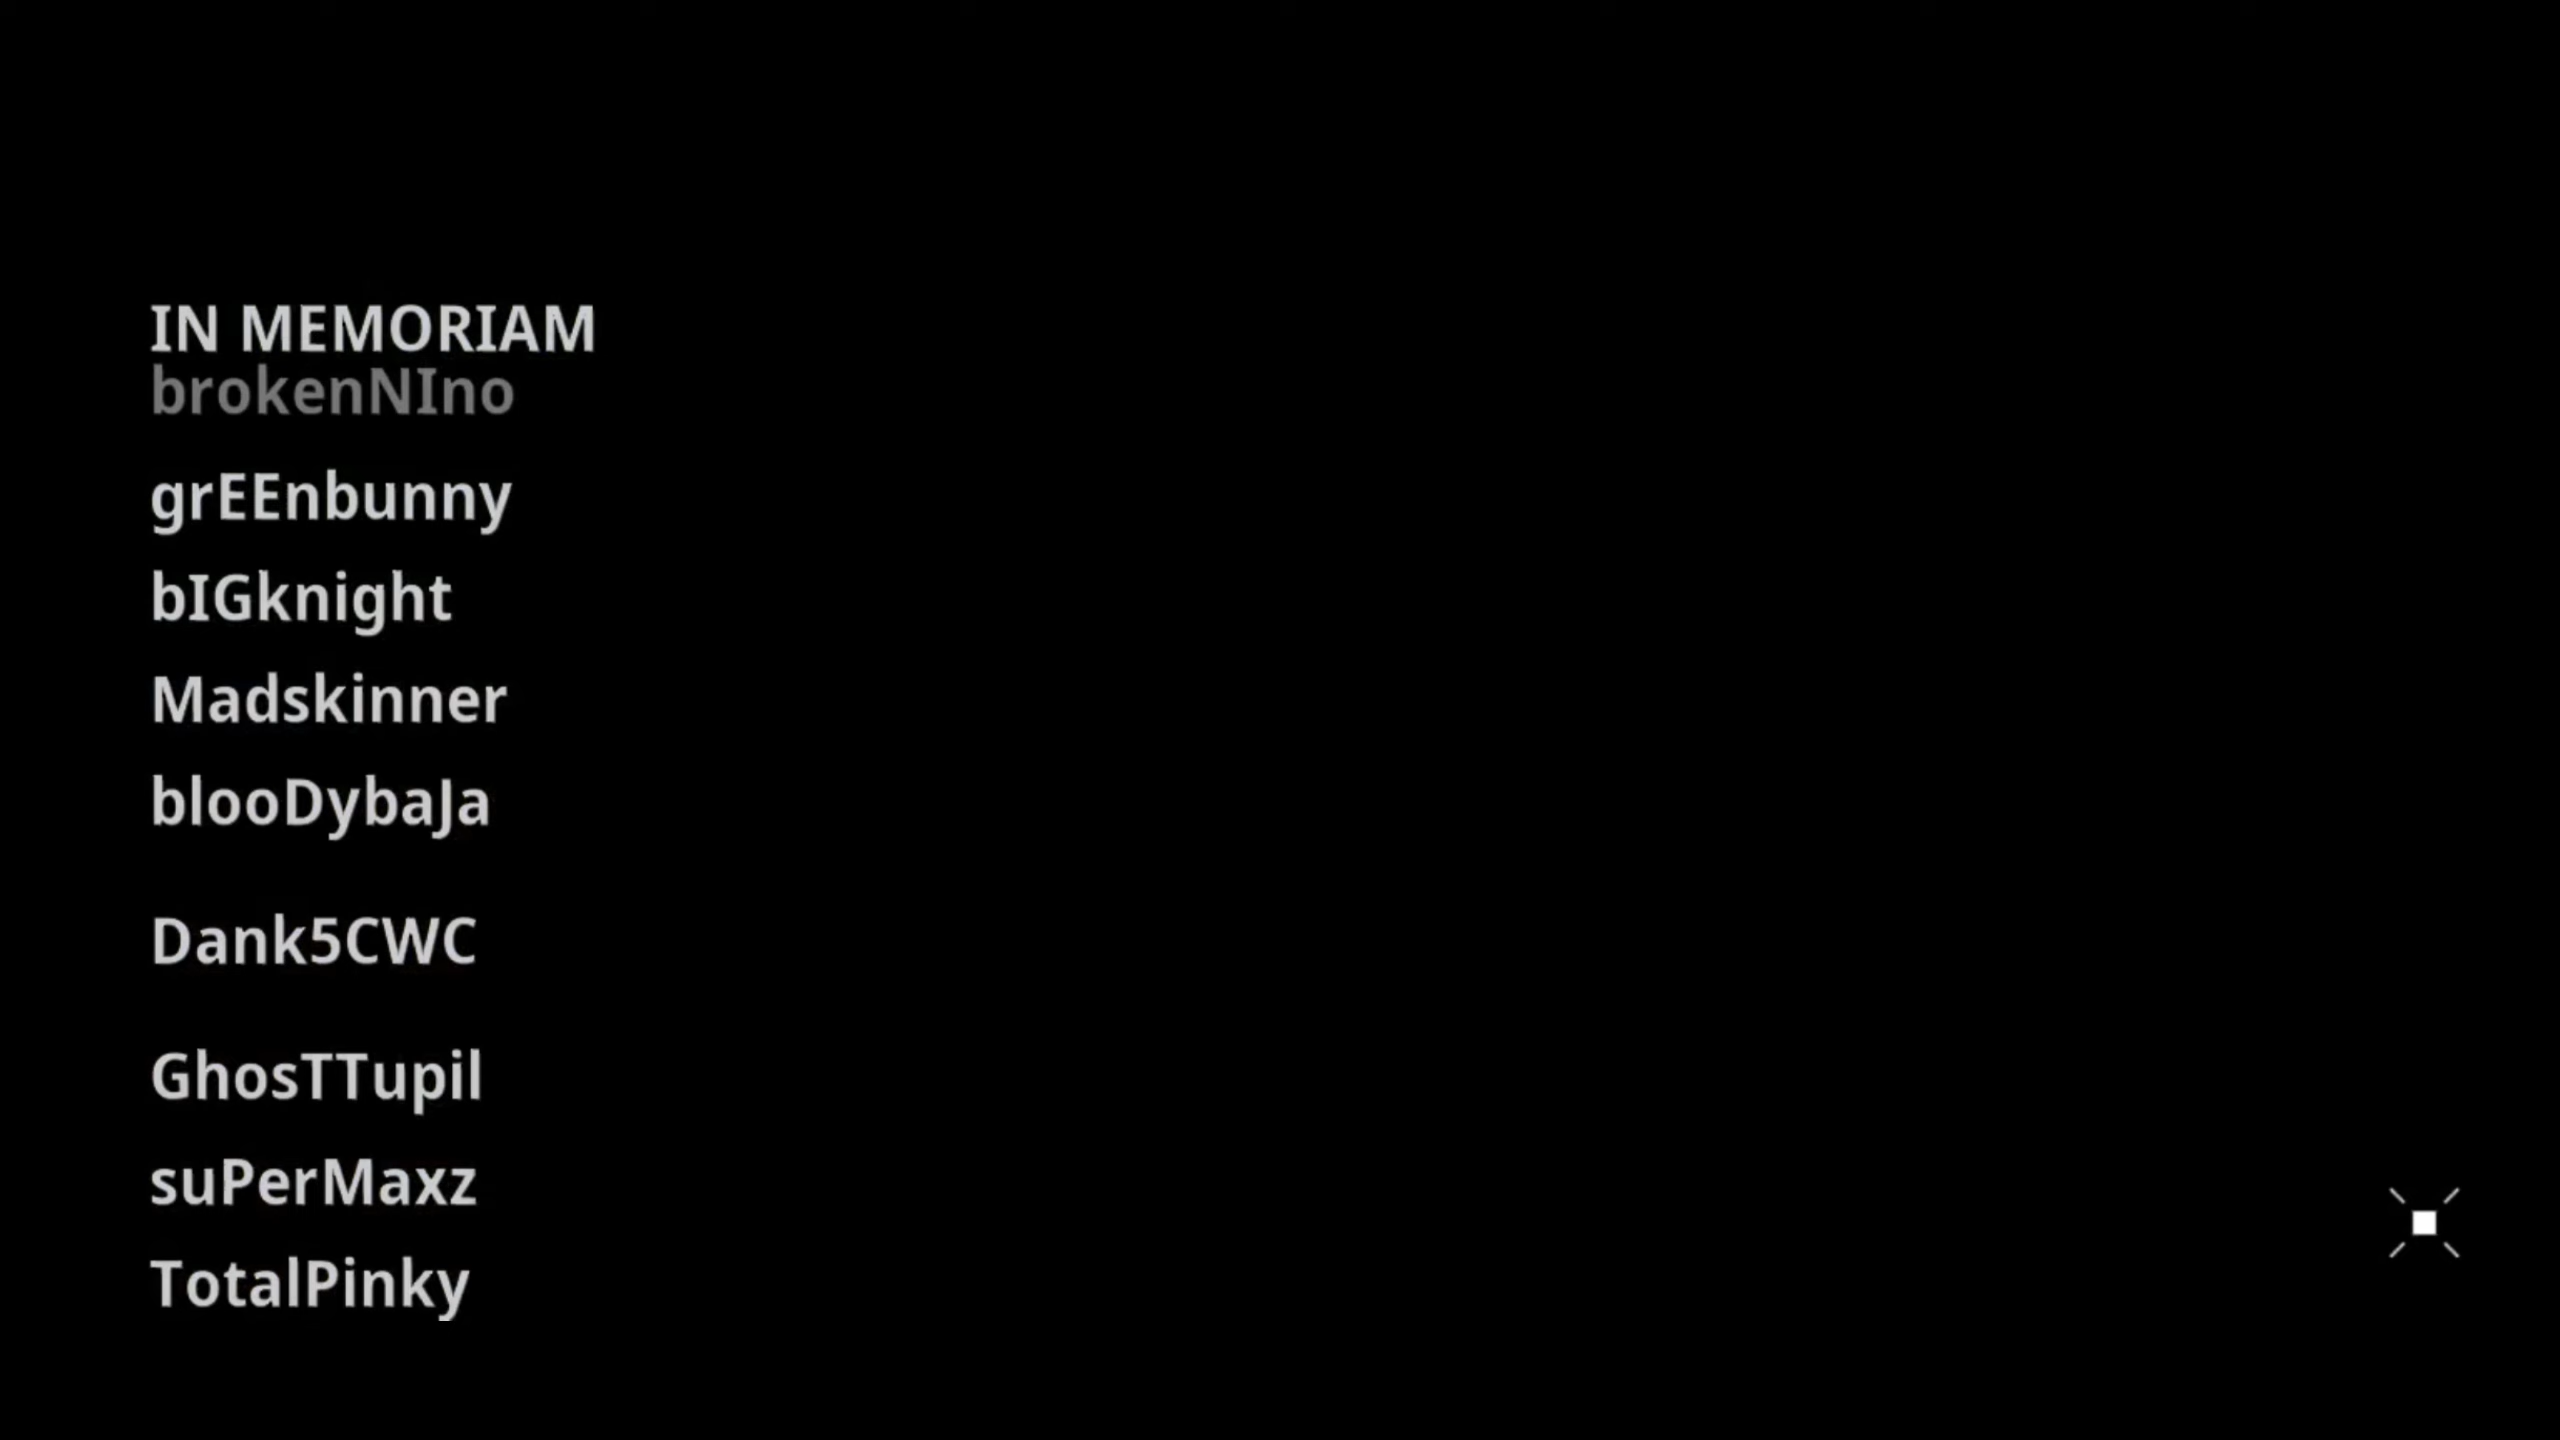 IN MEMORIAM
brokenNIno
grEEnbunny
bIGknight
Madskinner
blooDybaJa
Dank5CWC
GhosTTupil
suPerMaxz
TotalPinky